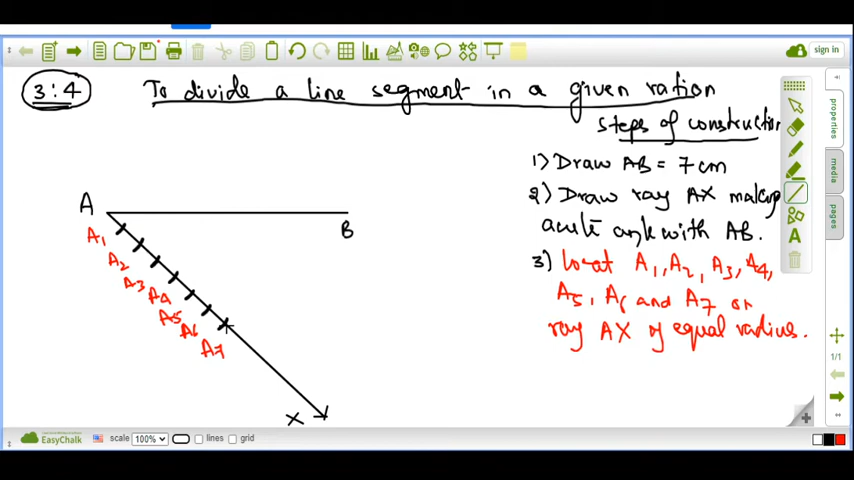 sign in
3:4
To divide a line segment in a given ration
steps of construction
1) Draw AB = 7 cm
2) Draw ray AX making
acute angle with AB.
3) locat A1, A2, A3, A4,
A5, A6 and A7 on
ray AX of equal radius.
A
B
A1
A2
A3
A4
A5
A6
A7
X
A
properties
media
pages
1/1
EasyChalk
scale 100% lines grid